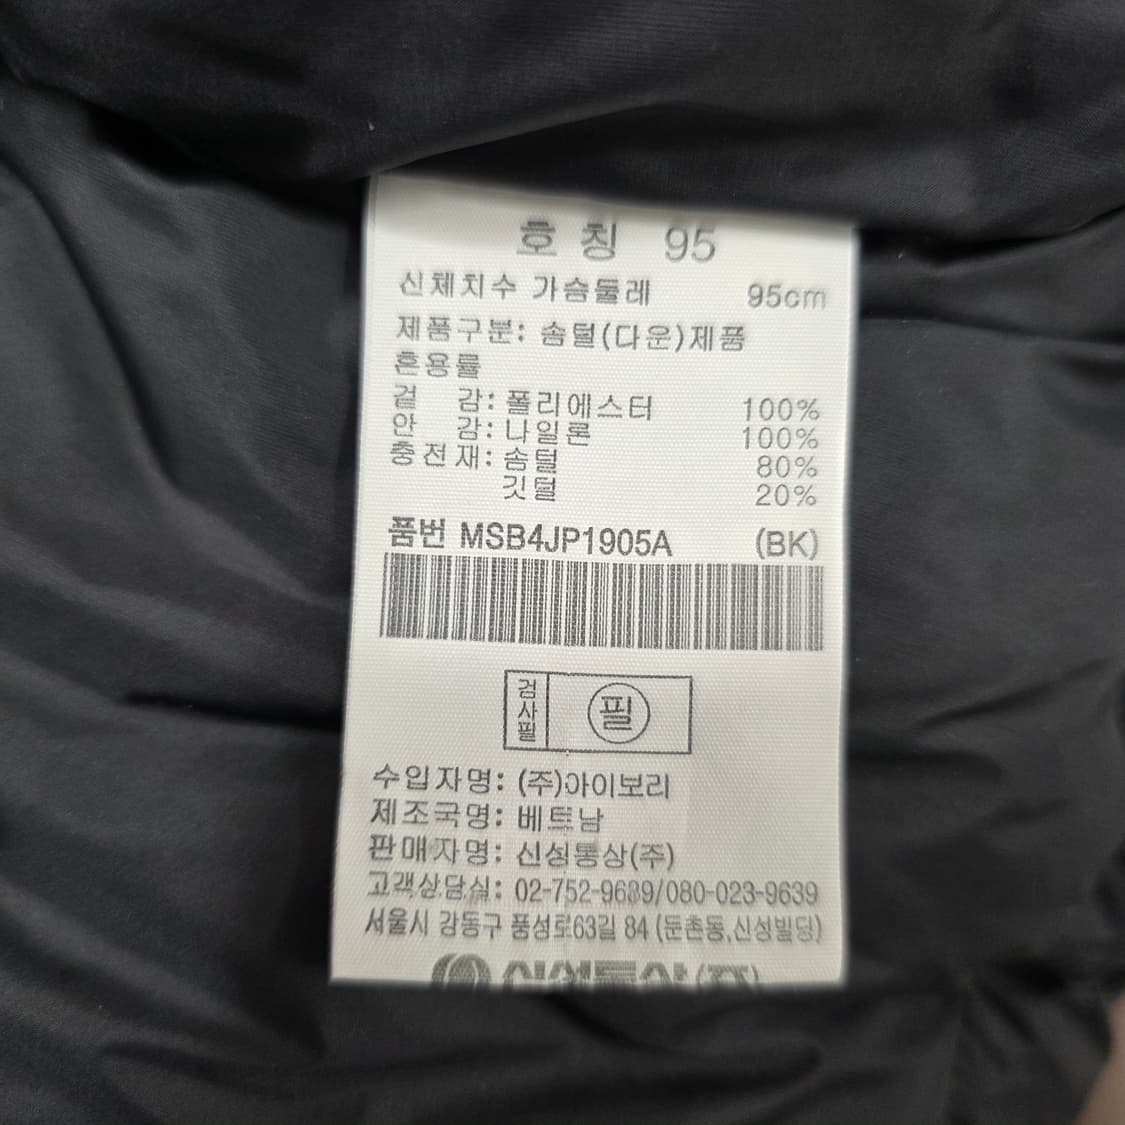 호칭 95
신체치수 가슴둘레 95cm
제품구분: 솜털(다운)제품
혼용률
겉 감: 폴리에스터 100%
안 감: 나일론 100%
충전재: 솜털 80%
깃털 20%
품번 MSB4JP1905A (BK)
검사필 필
수입자명: (주)아이보리
제조국명: 베트남
판매자명: 신성통상(주)
고객상담실: 02-752-9689/080-023-9639
서울시 강동구 풍성로63길 84 (둔촌동,신성빌딩)
신성통상(주)